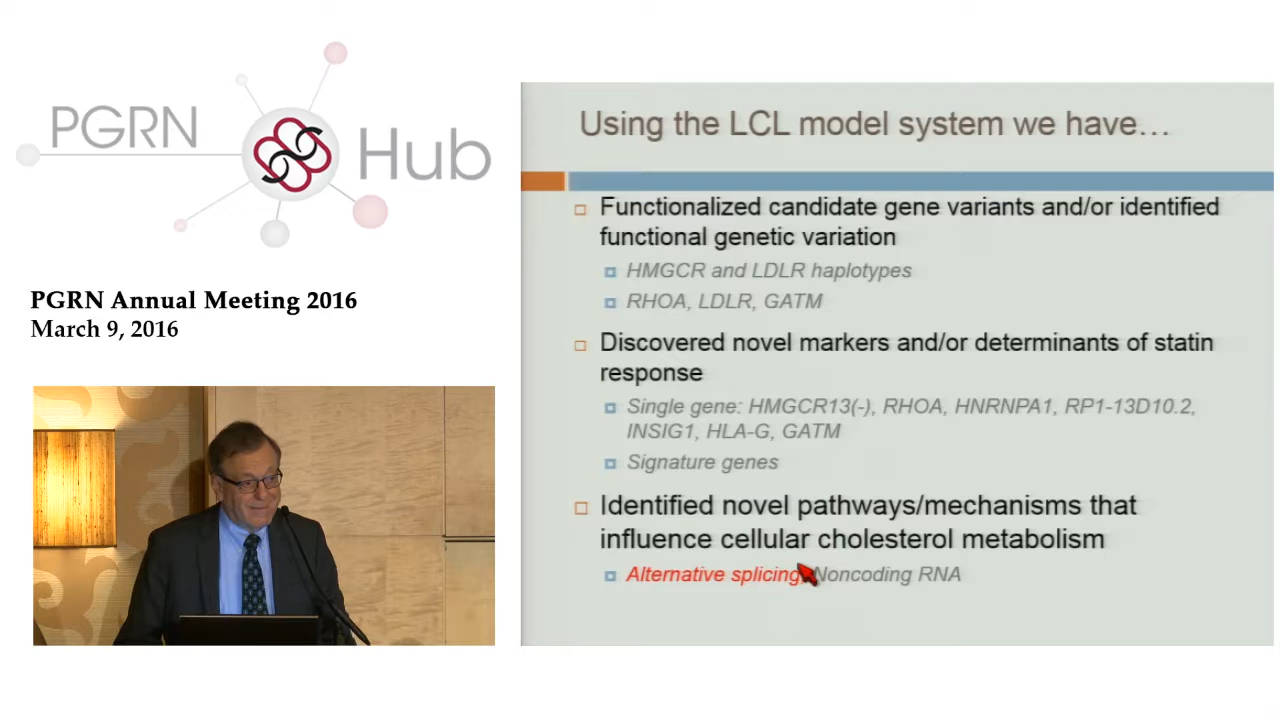 PGRN
Hub
PGRN Annual Meeting 2016
March 9, 2016
Using the LCL model system we have…
Functionalized candidate gene variants and/or identified
functional genetic variation
HMGCR and LDLR haplotypes
RHOA, LDLR, GATM
Discovered novel markers and/or determinants of statin
response
Single gene: HMGCR13(-), RHOA, HNRNPA1, RP1-13D10.2,
INSIG1, HLA-G, GATM
Signature genes
Identified novel pathways/mechanisms that
influence cellular cholesterol metabolism
Alternative splicing, Noncoding RNA